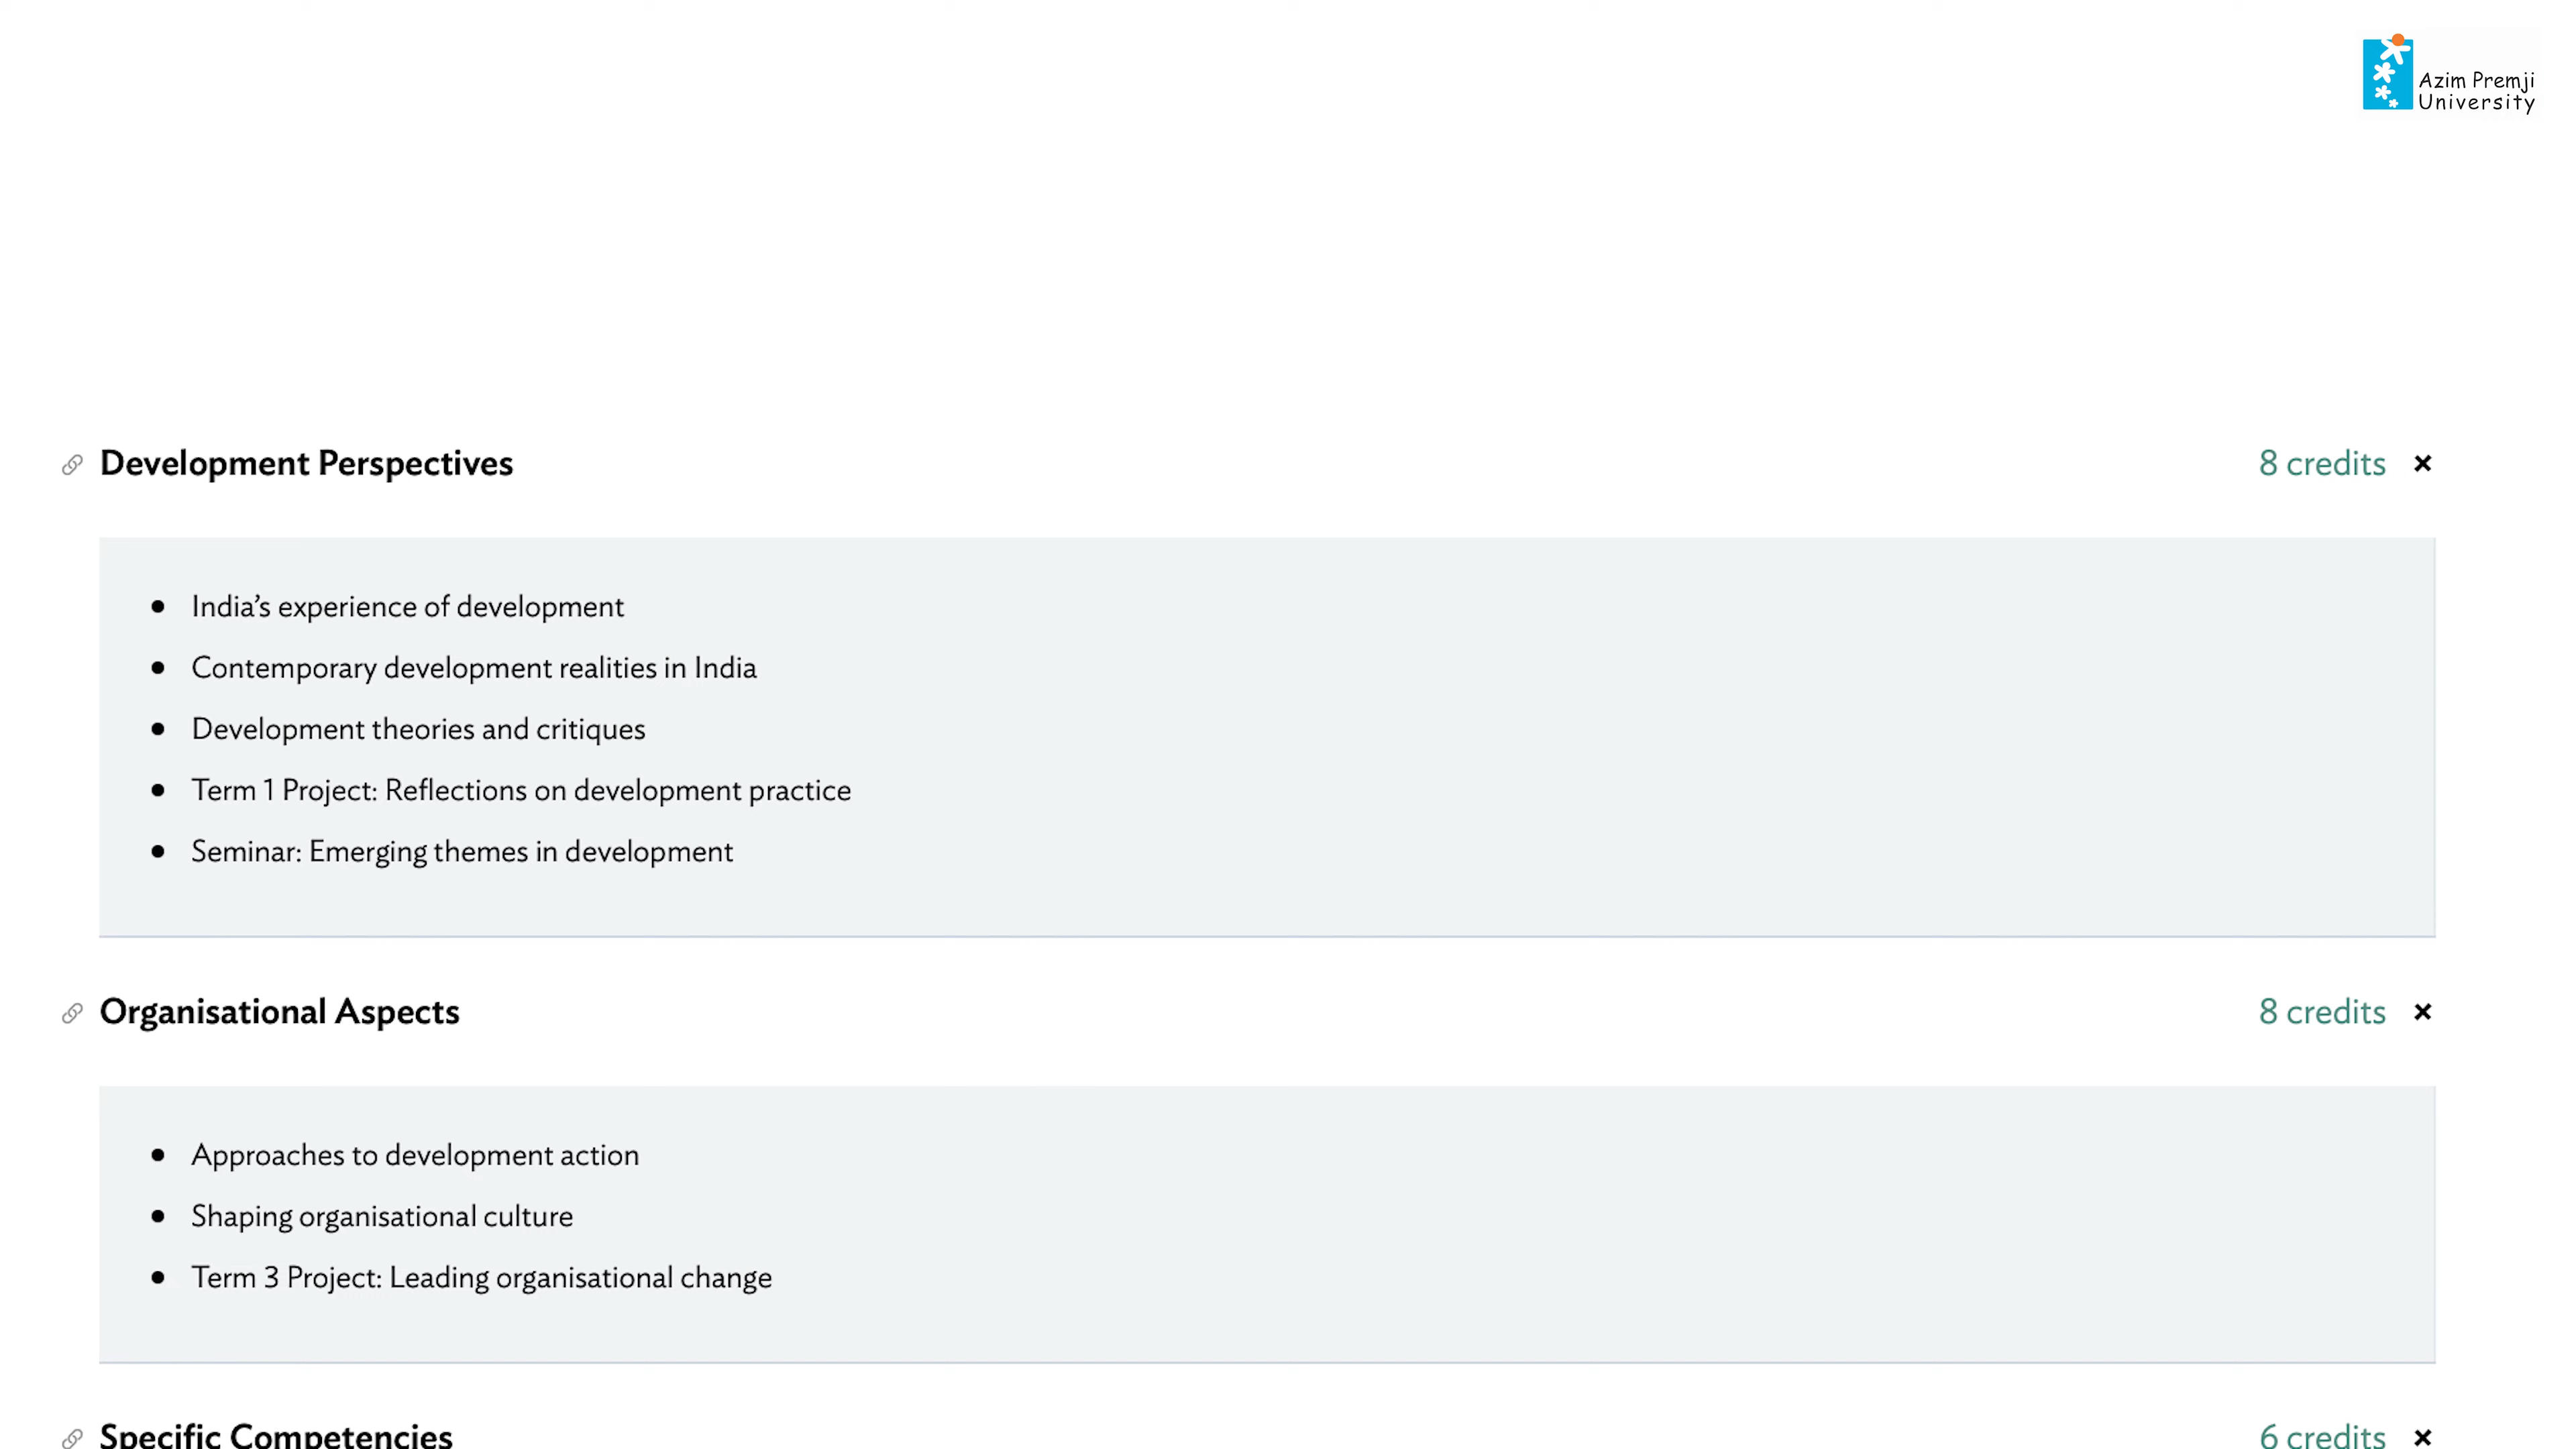 Azim Premji
University
Development Perspectives 8 credits ×
• India’s experience of development
• Contemporary development realities in India
• Development theories and critiques
• Term 1 Project: Reflections on development practice
• Seminar: Emerging themes in development
Organisational Aspects 8 credits ×
• Approaches to development action
• Shaping organisational culture
• Term 3 Project: Leading organisational change
Specific Competencies 6 credits ×